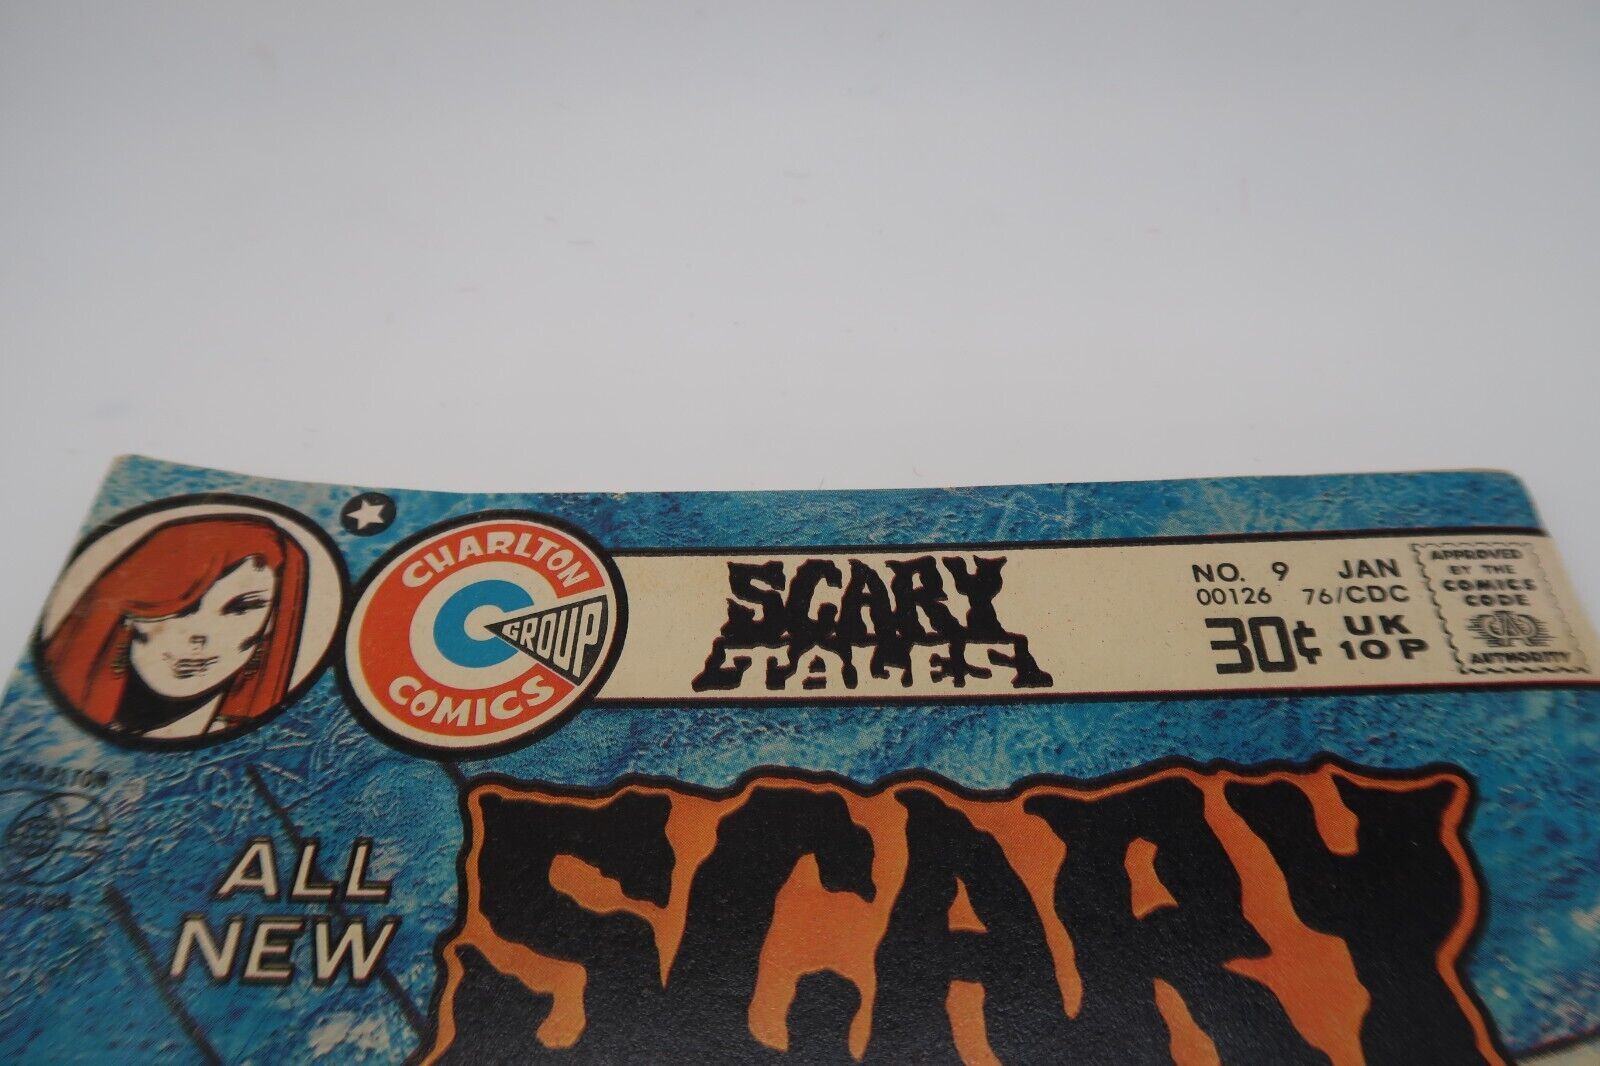 CHARLTON
COMICS
GROUP
SCARY
TALES
NO. 9 JAN
00126 76/CDC
30¢ UK
10P
APPROVED
BY THE
COMICS
CODE
AUTHORITY
CHARLTON
ALL
NEW
SCARY